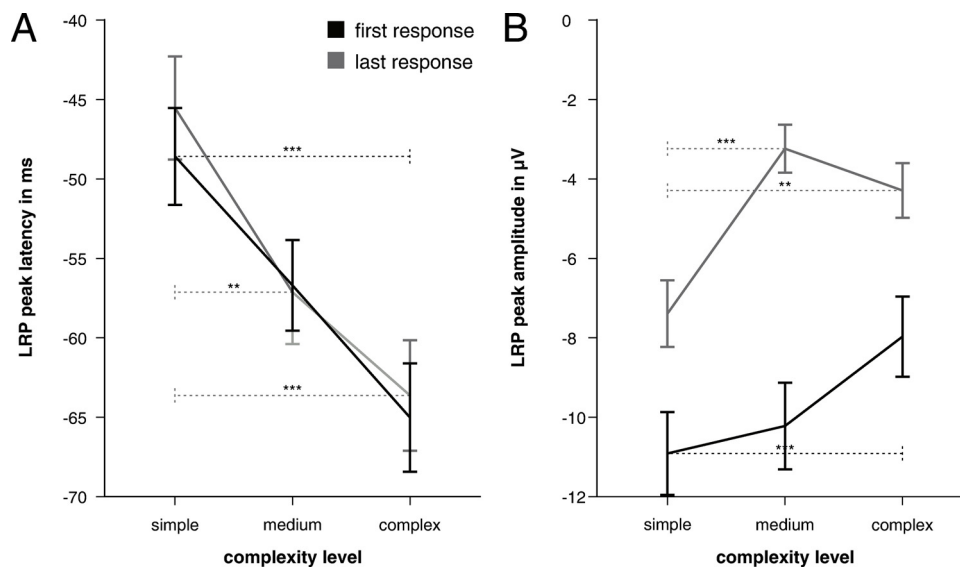 A
first response
last response
LRP peak latency in ms
-40
-45
-50
-55
-60
-65
-70
***
**
***
simple medium complex
complexity level
B
LRP peak amplitude in µV
0
-2
-4
-6
-8
-10
-12
***
**
***
simple medium complex
complexity level